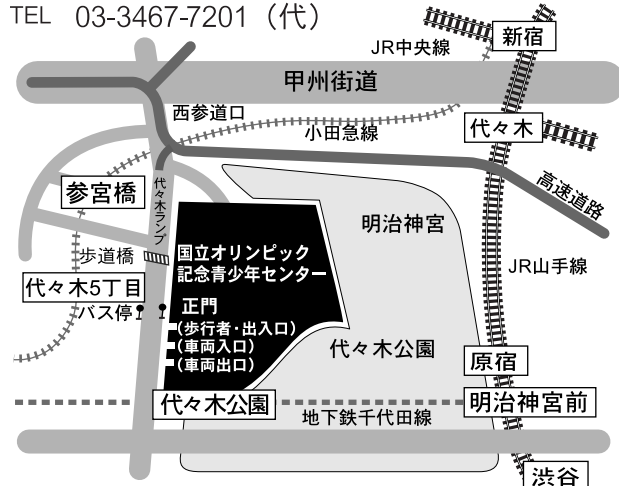 TEL 03-3467-7201（代）
JR中央線
新宿
甲州街道
西参道口
小田急線
代々木
参宮橋
代々木ランプ
明治神宮
高速道路
歩道橋
国立オリンピック
記念青少年センター
JR山手線
代々木5丁目
バス停
正門
(歩行者・出入口)
(車両入口)
(車両出口)
代々木公園
原宿
代々木公園
明治神宮前
地下鉄千代田線
渋谷